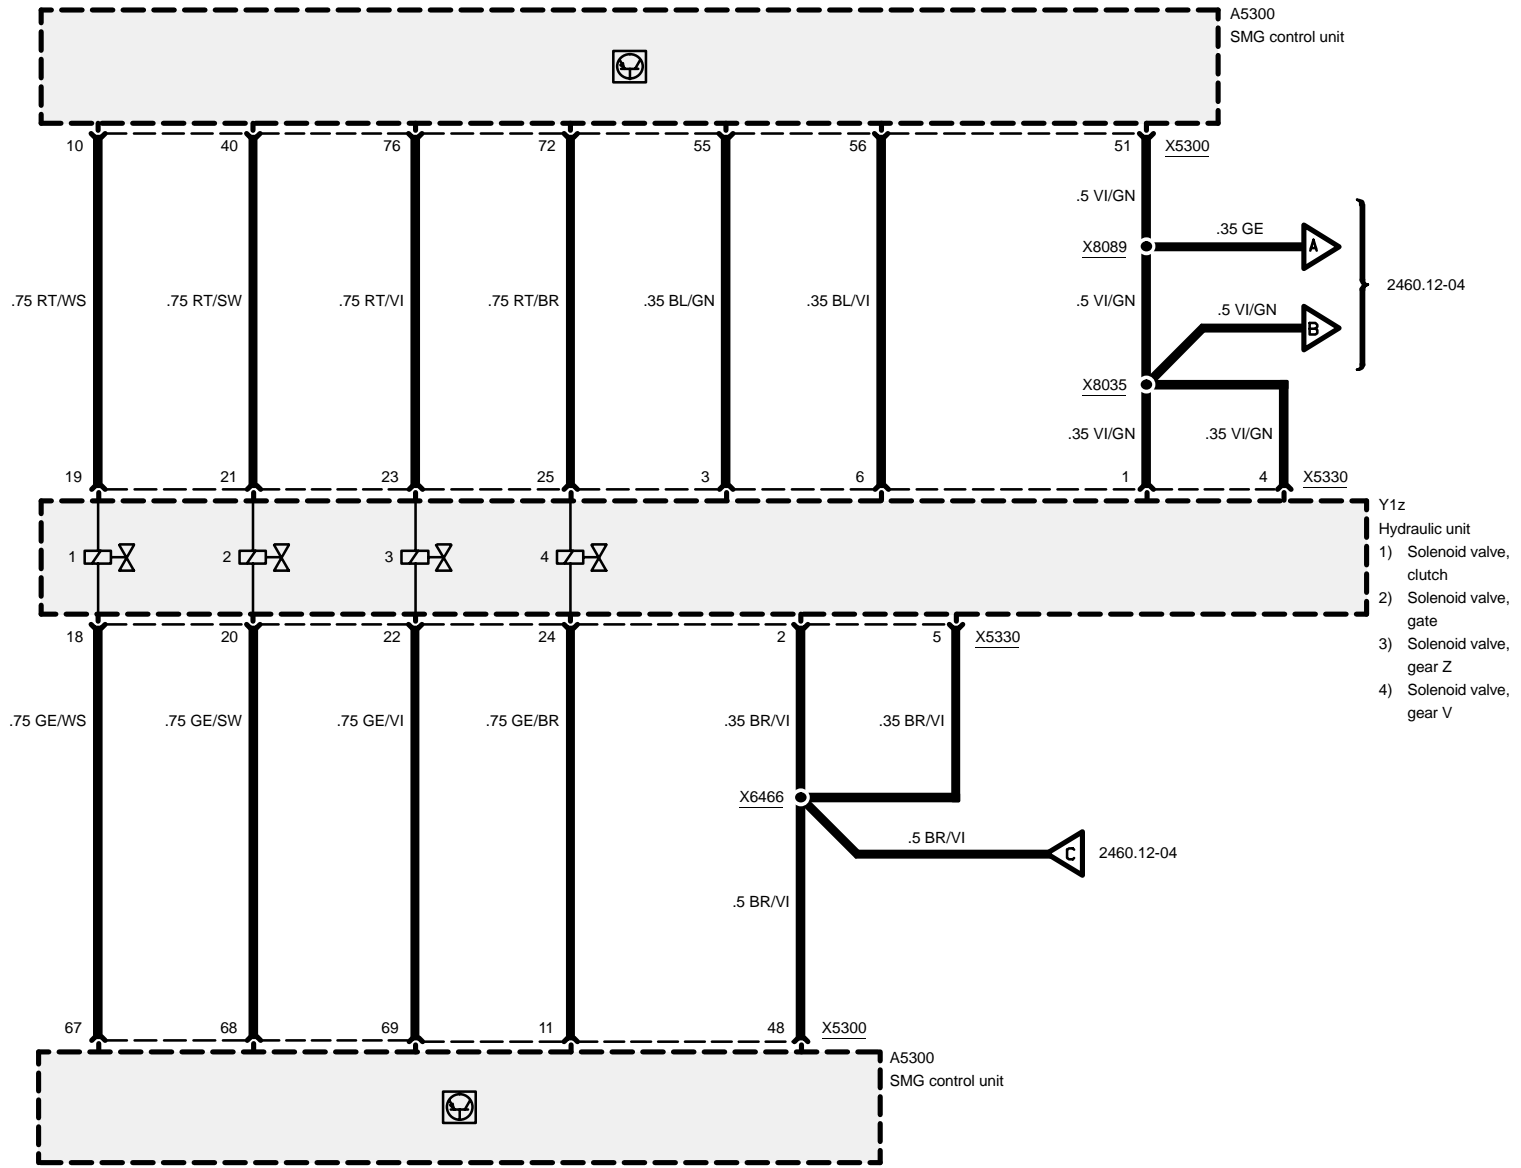 A5300
SMG control unit
10 40 76 72 55 56 51 X5300
.5 VI/GN
.35 GE
X8089 A
2460.12-04
.75 RT/WS .75 RT/SW .75 RT/VI .75 RT/BR .35 BL/GN .35 BL/VI .5 VI/GN
.5 VI/GN
B
X8035
.35 VI/GN .35 VI/GN
19 21 23 25 3 6 1 4 X5330
Y1z
Hydraulic unit
1) Solenoid valve,
clutch
2) Solenoid valve,
gate
3) Solenoid valve,
gear Z
4) Solenoid valve,
gear V
1 2 3 4
18 20 22 24 2 5 X5330
.75 GE/WS .75 GE/SW .75 GE/VI .75 GE/BR .35 BR/VI .35 BR/VI
X6466
.5 BR/VI
C 2460.12-04
.5 BR/VI
67 68 69 11 48 X5300
A5300
SMG control unit